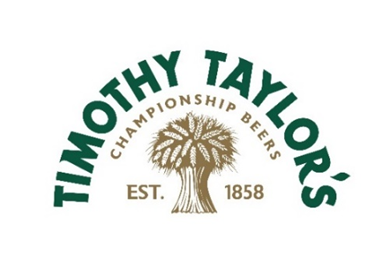 TIMOTHY TAYLOR'S
CHAMPIONSHIP BEERS
EST. 1858